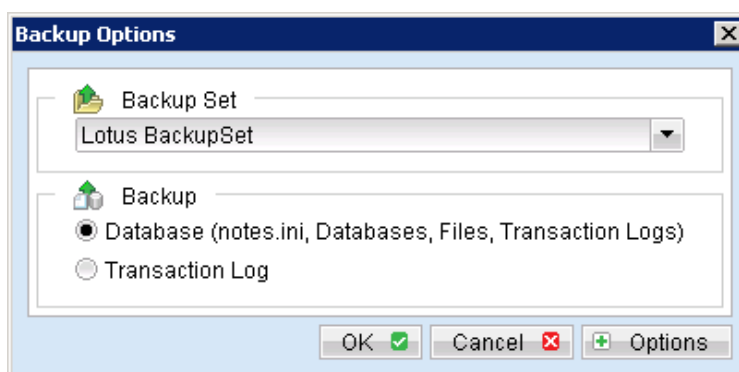 Backup Options
Backup Set
Lotus BackupSet
Backup
Database (notes.ini, Databases, Files, Transaction Logs)
Transaction Log
OK Cancel Options